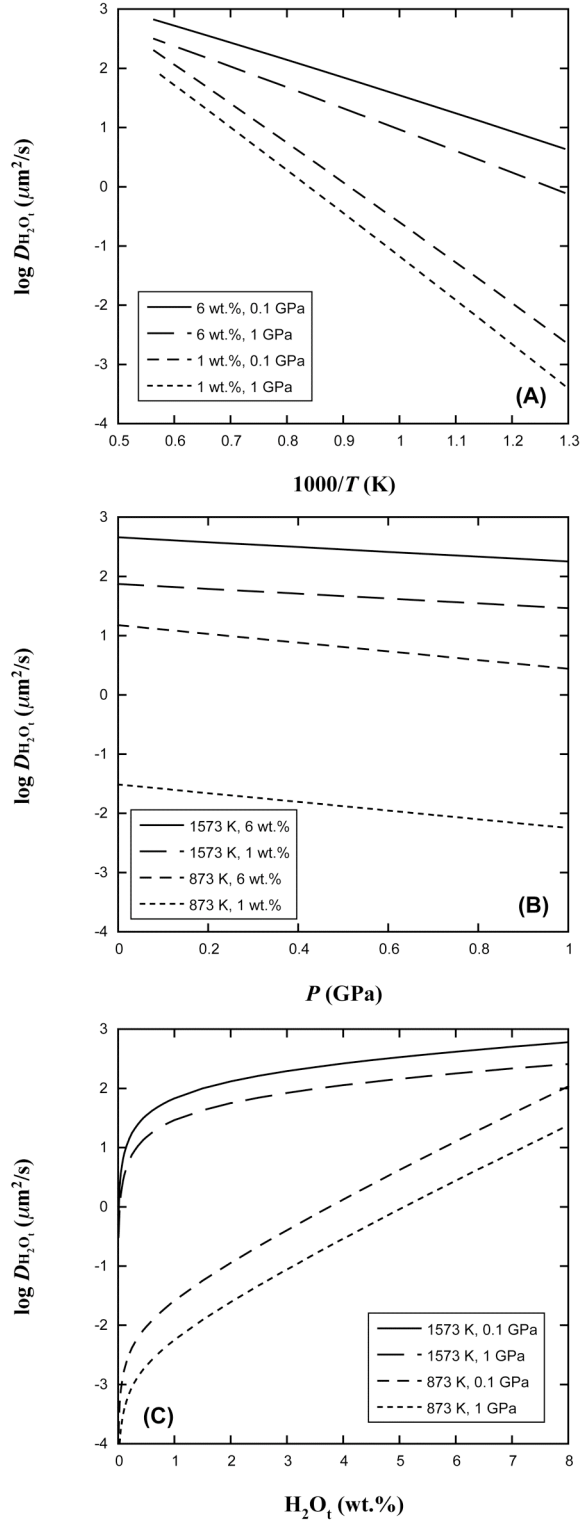 3
2
1
0
-1
-2
-3
-4
log D_{H_2O_t} (μm²/s)
6 wt.%, 0.1 GPa
6 wt.%, 1 GPa
1 wt.%, 0.1 GPa
1 wt.%, 1 GPa
(A)
0.5 0.6 0.7 0.8 0.9 1 1.1 1.2 1.3
1000/T (K)
3
2
1
0
-1
-2
-3
-4
log D_{H_2O_t} (μm²/s)
1573 K, 6 wt.%
1573 K, 1 wt.%
873 K, 6 wt.%
873 K, 1 wt.%
(B)
0 0.2 0.4 0.6 0.8 1
P (GPa)
3
2
1
0
-1
-2
-3
-4
log D_{H_2O_t} (μm²/s)
1573 K, 0.1 GPa
1573 K, 1 GPa
873 K, 0.1 GPa
873 K, 1 GPa
(C)
0 1 2 3 4 5 6 7 8
H₂Oₜ (wt.%)